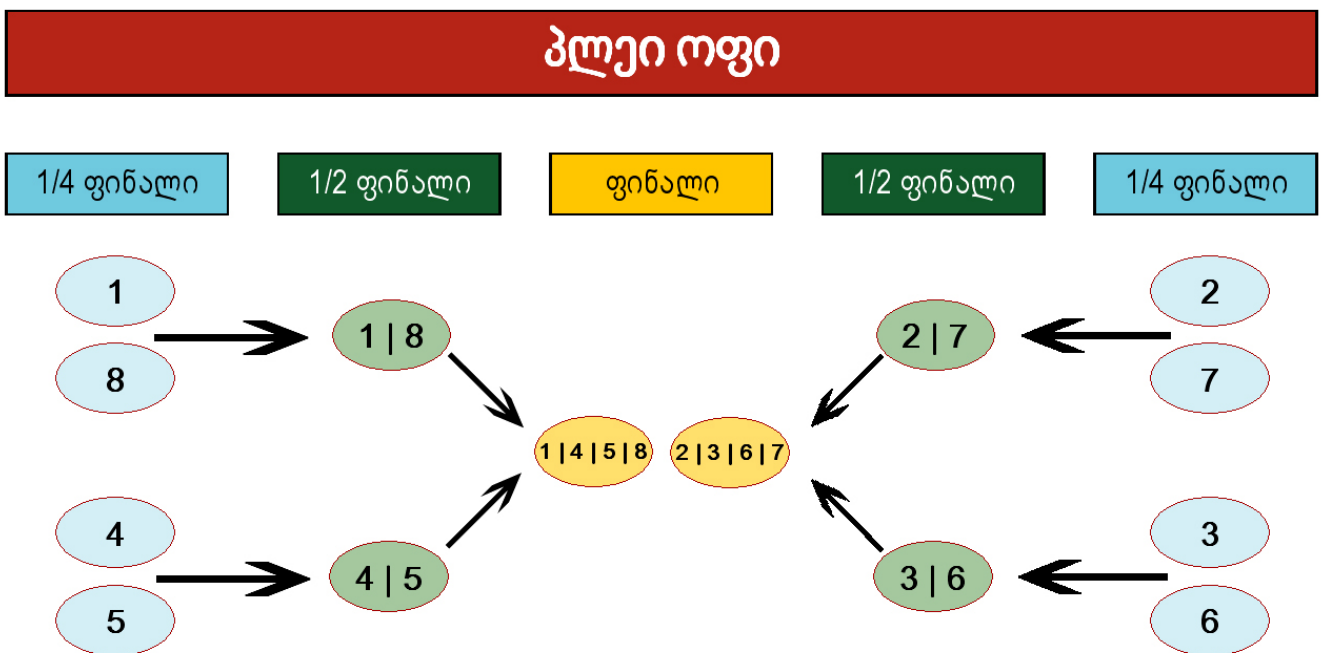 პლეი ოფი
1/4 ფინალი 1/2 ფინალი ფინალი 1/2 ფინალი 1/4 ფინალი
1 2
1 | 8 2 | 7
8 7
1 | 4 | 5 | 8 2 | 3 | 6 | 7
4 3
4 | 5 3 | 6
5 6